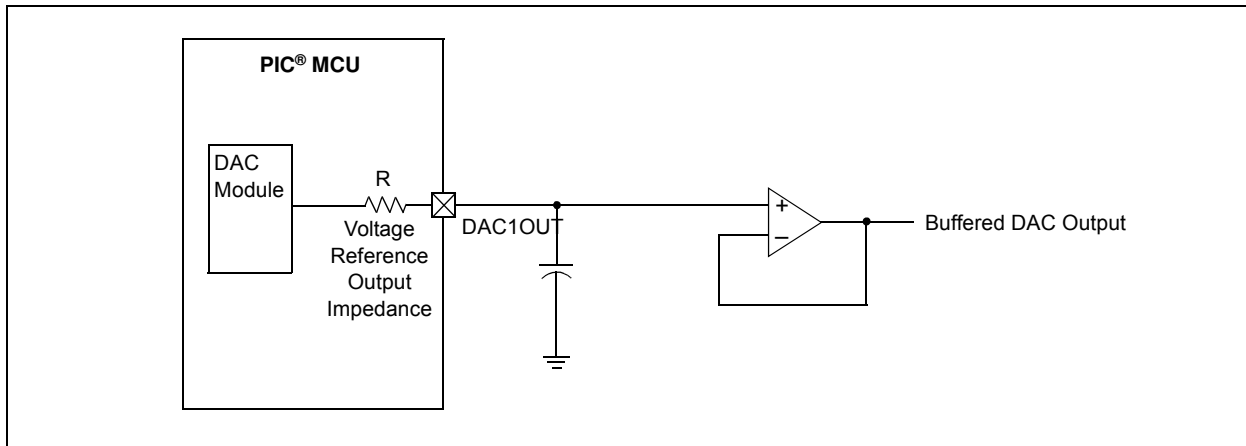 PIC® MCU
DAC
Module
R
Voltage
Reference
Output
Impedance
DAC1OUT
+
–
Buffered DAC Output